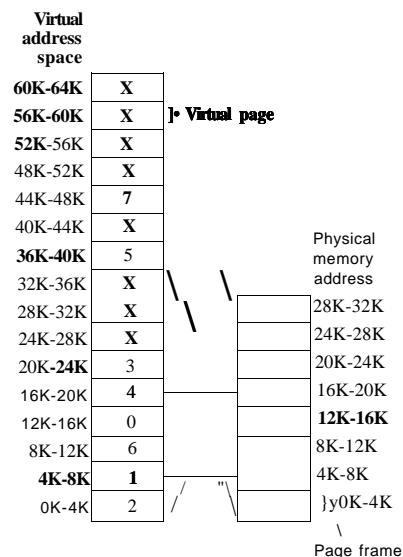 Virtual
address
space
60K-64K X
56K-60K X ]• Virtual page
52K-56K X
48K-52K X
44K-48K 7
40K-44K X
36K-40K 5
32K-36K X
28K-32K X
24K-28K X
20K-24K 3
16K-20K 4
12K-16K 0
8K-12K 6
4K-8K 1
0K-4K 2
Physical
memory
address
28K-32K
24K-28K
20K-24K
16K-20K
12K-16K
8K-12K
4K-8K
}y0K-4K
\
Page frame